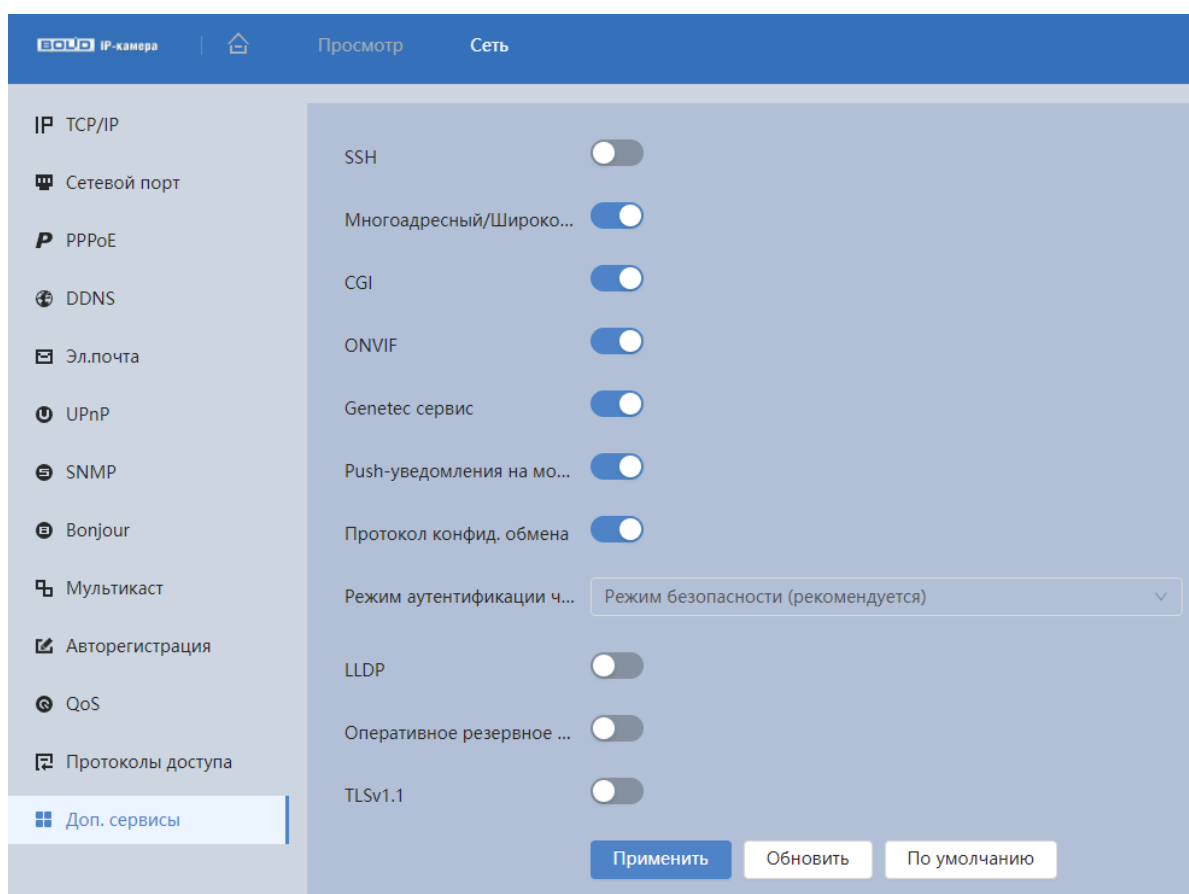 BOLID IP-камера
Просмотр
Сеть
TCP/IP
Сетевой порт
PPPoE
DDNS
Эл.почта
UPnP
SNMP
Bonjour
Мультикаст
Авторегистрация
QoS
Протоколы доступа
Доп. сервисы
SSH
Многоадресный/Широко...
CGI
ONVIF
Genetec сервис
Push-уведомления на мо...
Протокол конфид. обмена
Режим аутентификации ч... Режим безопасности (рекомендуется)
LLDP
Оперативное резервное ...
TLSv1.1
Применить Обновить По умолчанию